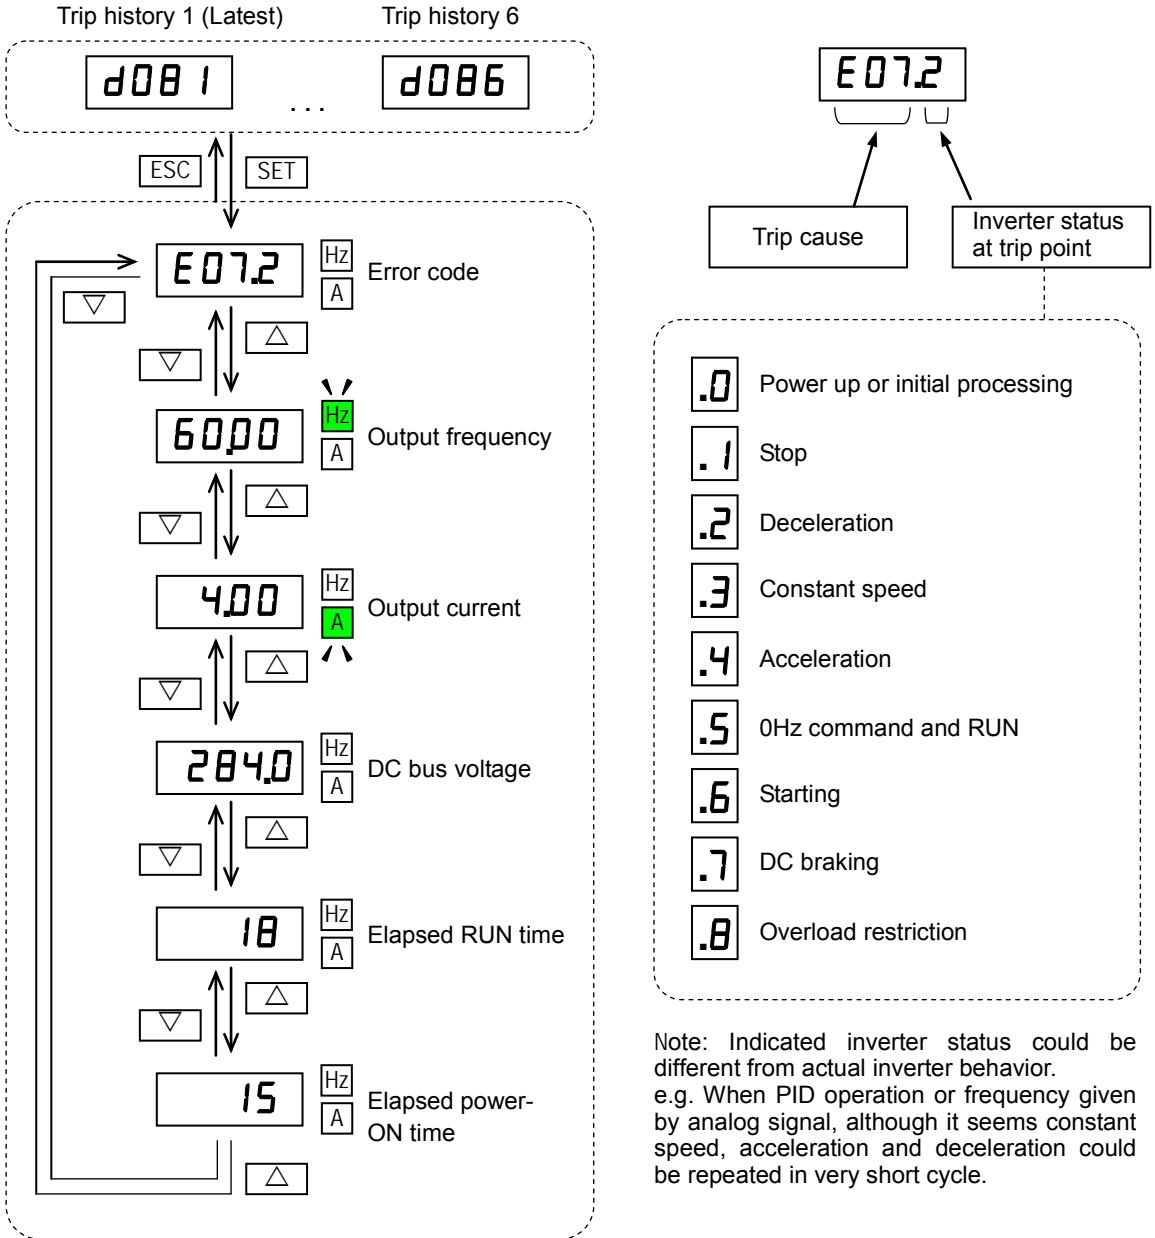 Trip history 1 (Latest)
Trip history 6
d081
. . .
d086
ESC
SET
E07.2
Hz
A
Error code
▽
△
▽
60.00
Hz
A
Output frequency
△
▽
4.00
Hz
A
Output current
△
▽
284.0
Hz
A
DC bus voltage
△
▽
18
Hz
A
Elapsed RUN time
△
▽
15
Hz
A
Elapsed power-
ON time
△
E07.2
Trip cause
Inverter status
at trip point
.0 Power up or initial processing
.1 Stop
.2 Deceleration
.3 Constant speed
.4 Acceleration
.5 0Hz command and RUN
.6 Starting
.7 DC braking
.8 Overload restriction
Note: Indicated inverter status could be
different from actual inverter behavior.
e.g. When PID operation or frequency given
by analog signal, although it seems constant
speed, acceleration and deceleration could
be repeated in very short cycle.